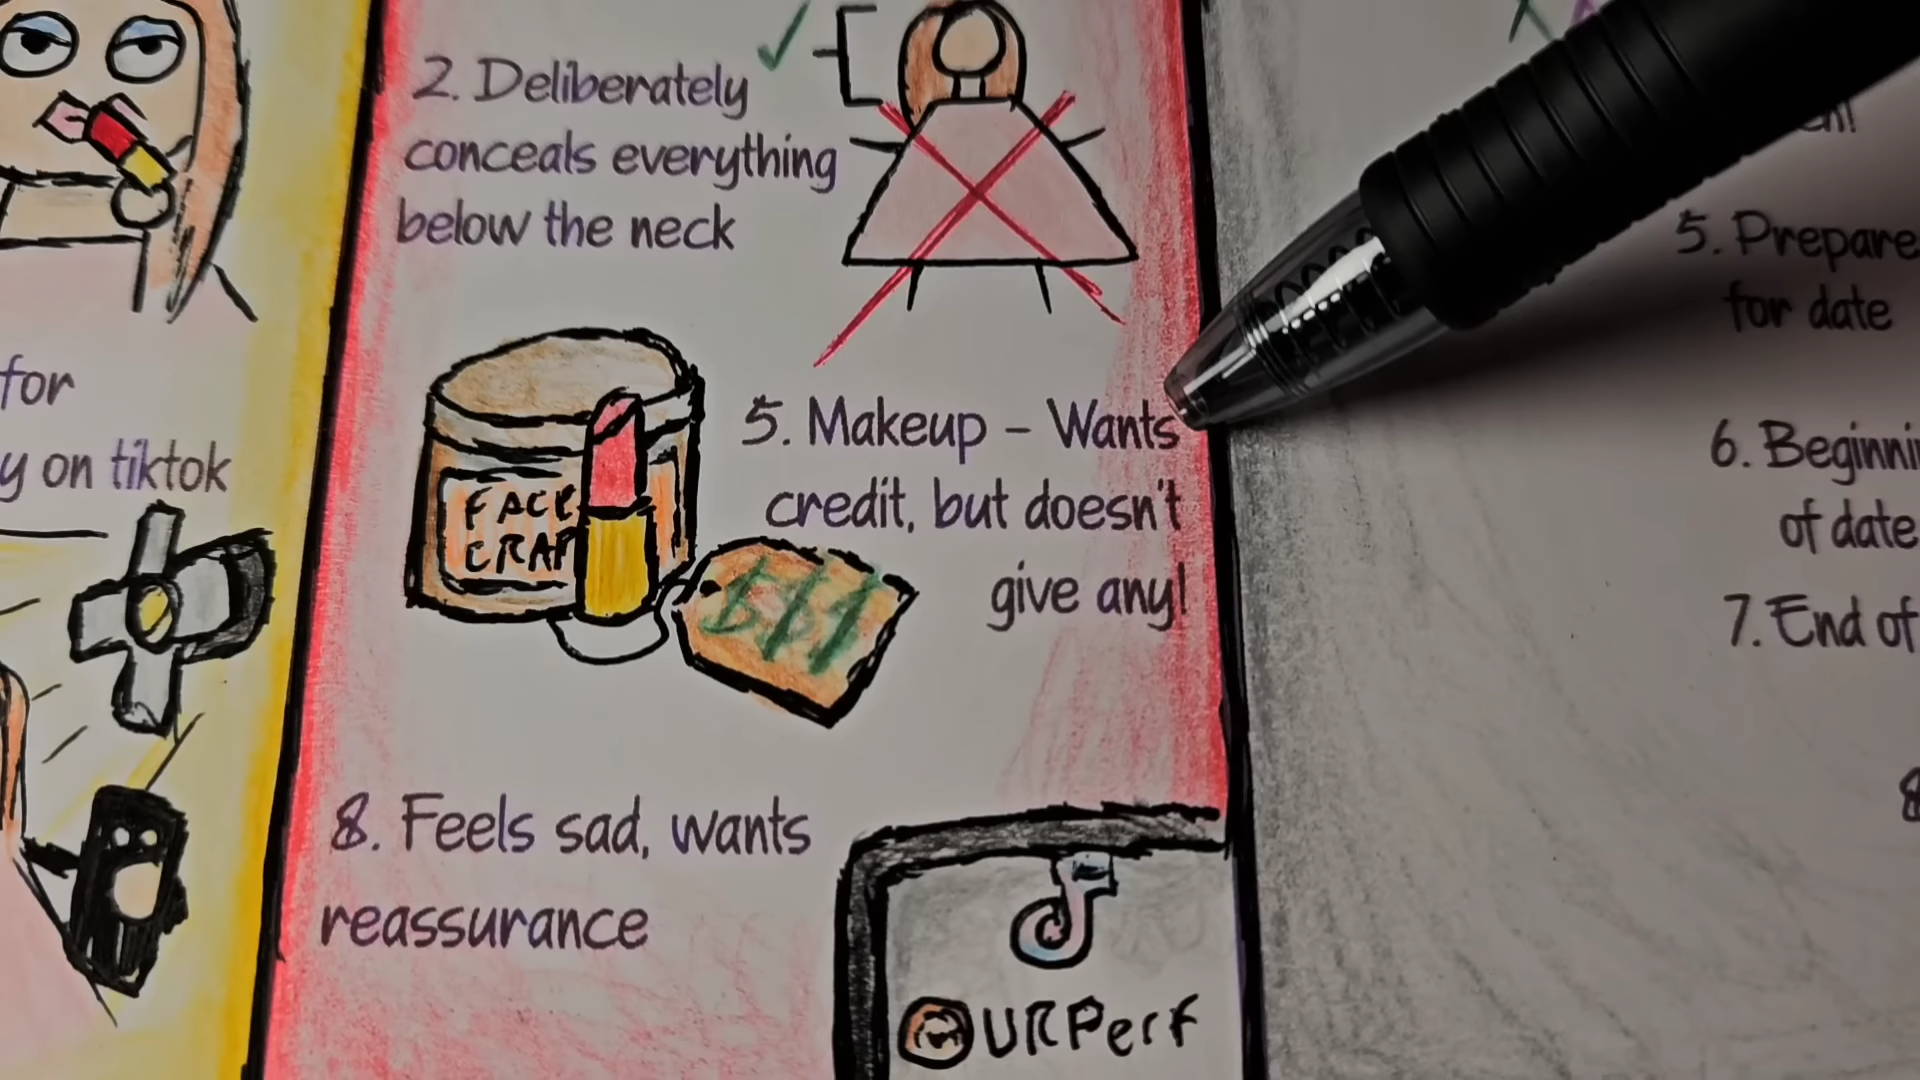 for
y on tiktok
2. Deliberately
conceals everything
below the neck
FACE
CRAP
5. Makeup – Wants
credit, but doesn't
give any!
$$$
8. Feels sad, wants
reassurance
URPerf
5. Prepare
for date
6. Beginni
of date
7. End of
8